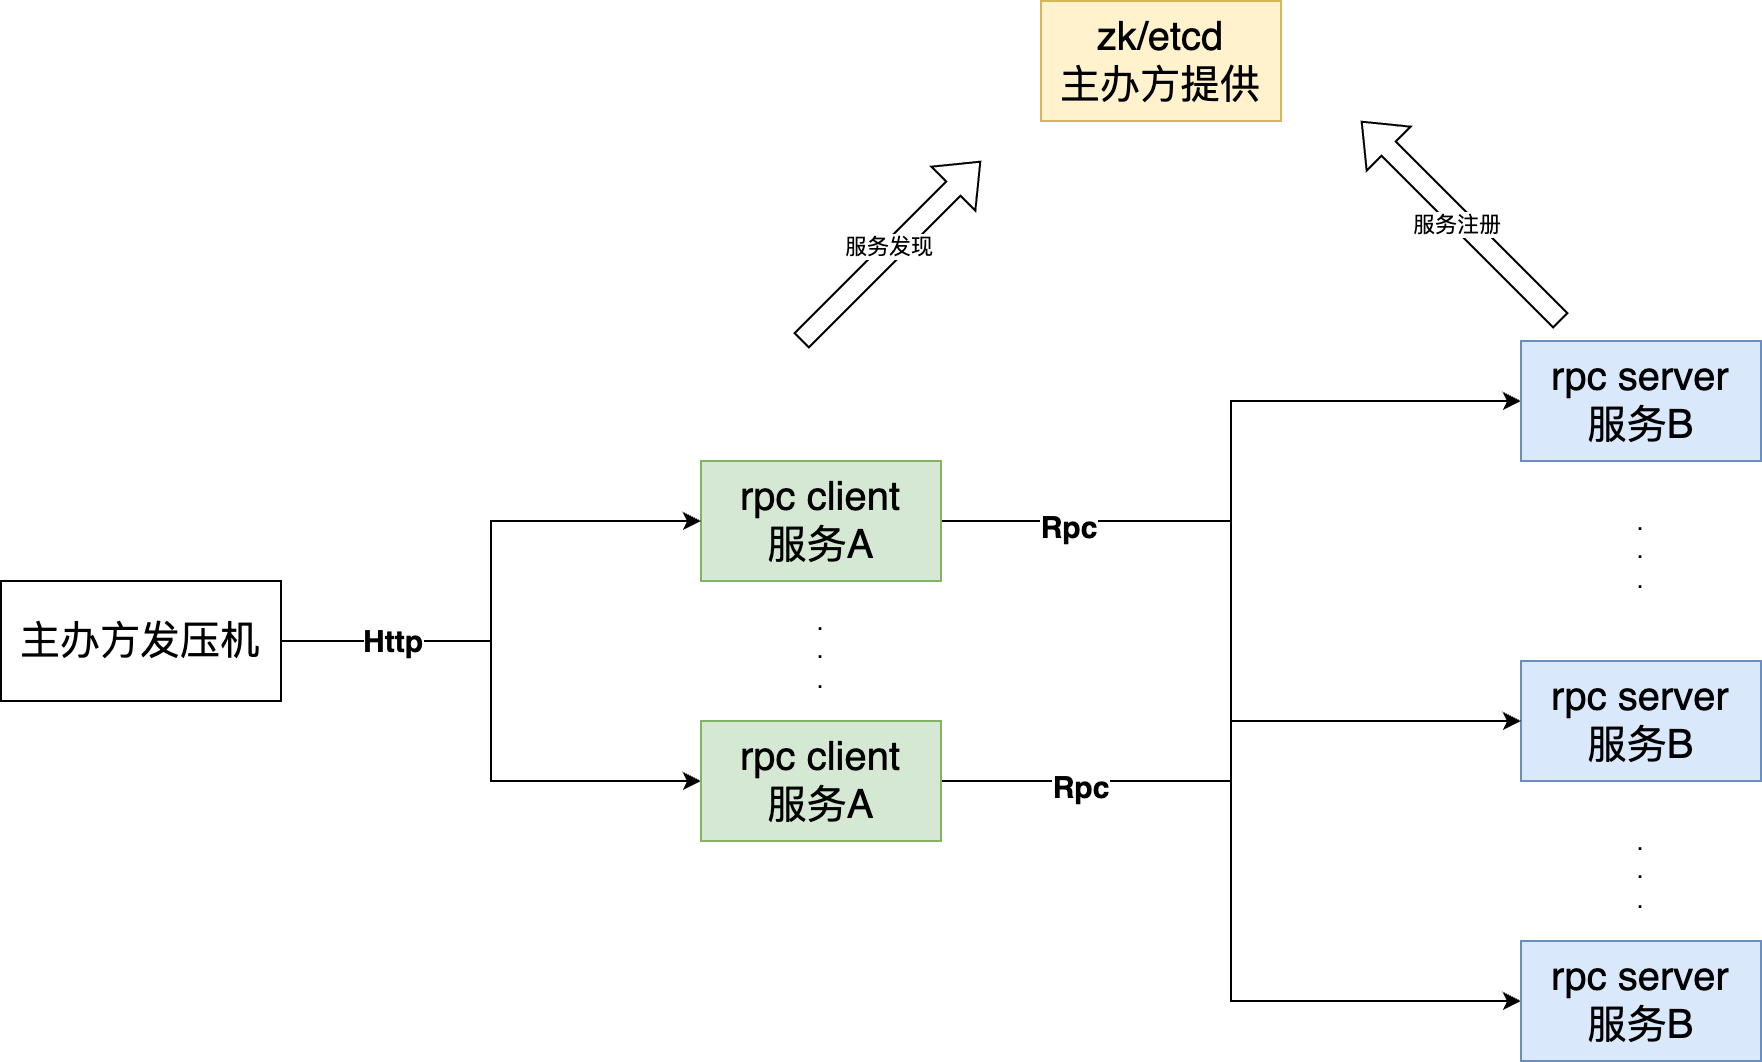 zk/etcd
主办方提供
服务发现
服务注册
rpc server
服务B
rpc client
服务A
Rpc
主办方发压机
Http
rpc server
服务B
rpc client
服务A
Rpc
rpc server
服务B